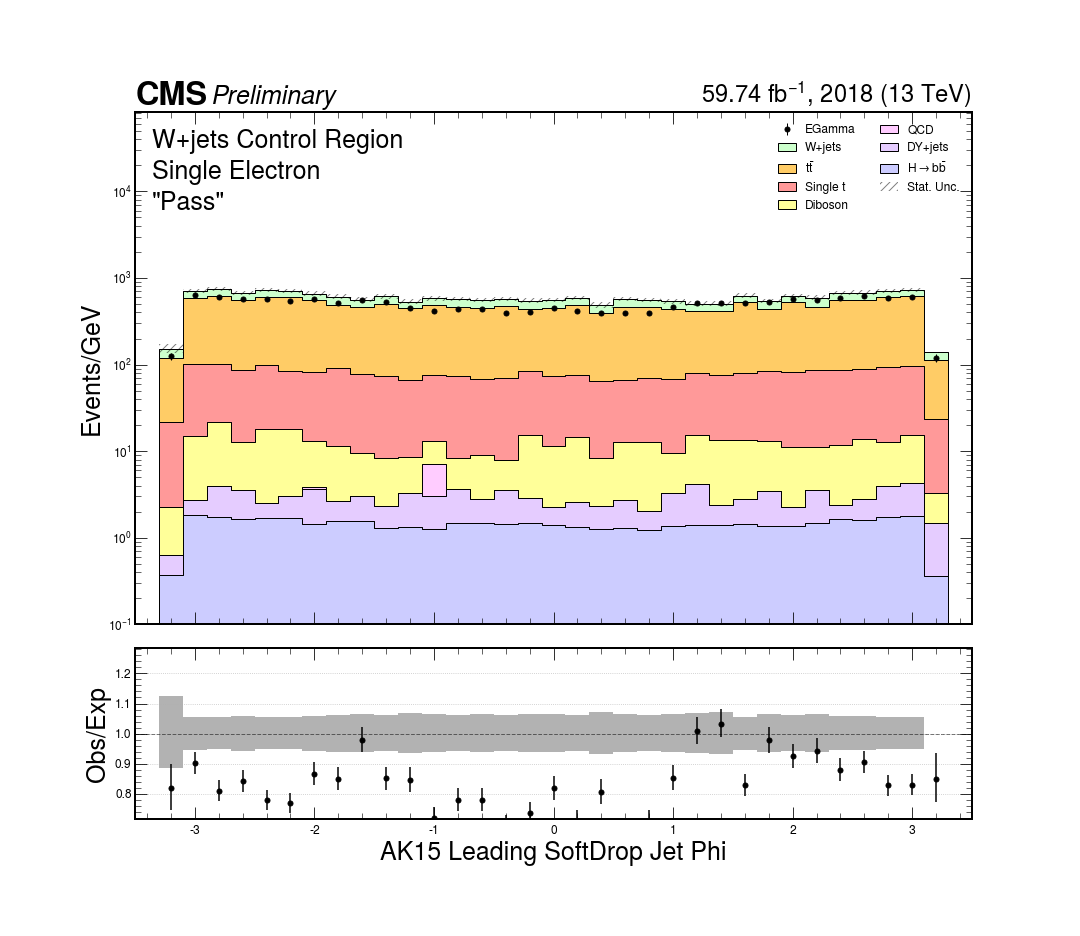 CMS Preliminary
59.74 fb⁻¹, 2018 (13 TeV)
W+jets Control Region
Single Electron
"Pass"
EGamma
W+jets
tt̄
Single t
Diboson
QCD
DY+jets
H→bb̄
Stat. Unc.
Events/GeV
10⁴
10³
10²
10¹
10⁰
10⁻¹
Obs/Exp
1.2
1.1
1.0
0.9
0.8
-3 -2 -1 0 1 2 3
AK15 Leading SoftDrop Jet Phi